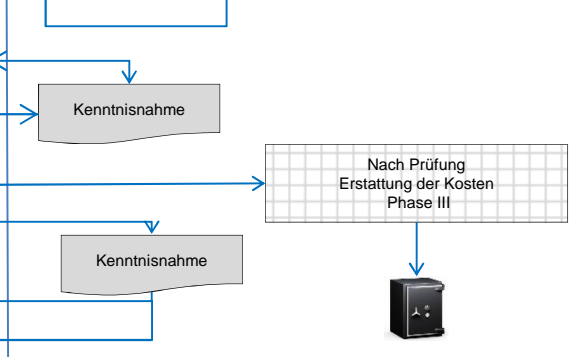 Kenntnisnahme
Nach Prüfung
Erstattung der Kosten
Phase III
Kenntnisnahme